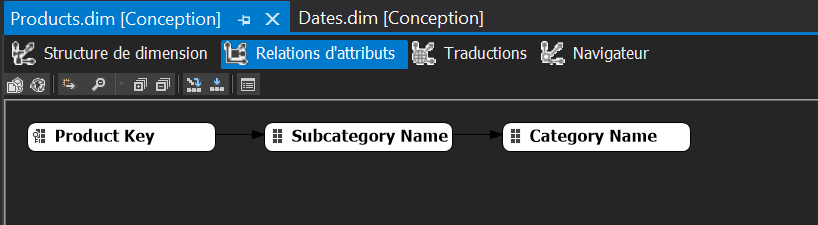 Products.dim [Conception] Dates.dim [Conception]
Structure de dimension Relations d'attributs Traductions Navigateur
Product Key Subcategory Name Category Name